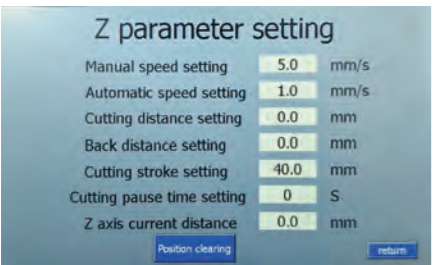 Z parameter setting
Manual speed setting 5.0 mm/s
Automatic speed setting 1.0 mm/s
Cutting distance setting 0.0 mm
Back distance setting 0.0 mm
Cutting stroke setting 40.0 mm
Cutting pause time setting 0 S
Z axis current distance 0.0 mm
Position clearing return